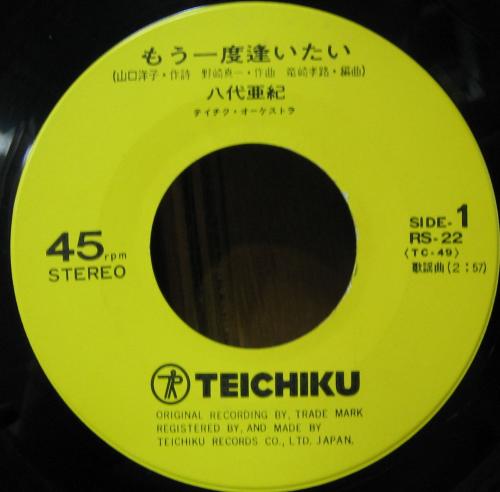 もう一度逢いたい
(山口洋子・作詩 野崎真一・作曲 竜崎孝路・編曲)
八代亜紀
テイチク・オーケストラ
45 rpm
STEREO
SIDE-1
RS-22
(TC-49)
歌謡曲(2:57)
TEICHIKU
ORIGINAL RECORDING BY, TRADE MARK
REGISTERED BY, AND MADE BY
TEICHIKU RECORDS CO., LTD. JAPAN.